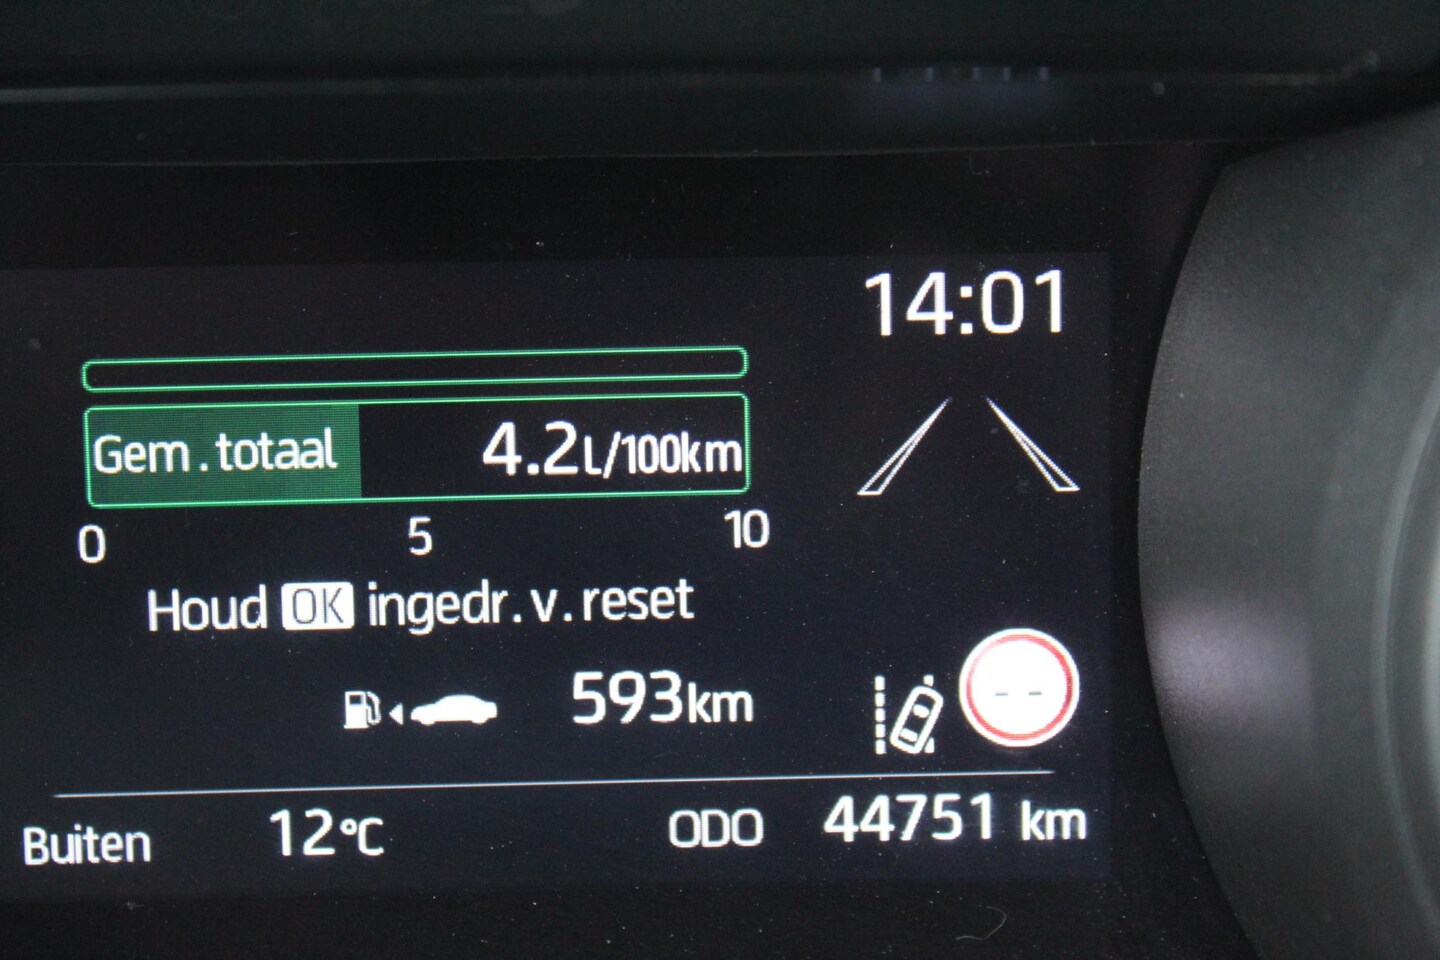 14:01
Gem. totaal 4.2L/100km
0 5 10
Houd OK ingedr. v. reset
593km
-- 
Buiten 12°C ODO 44751 km